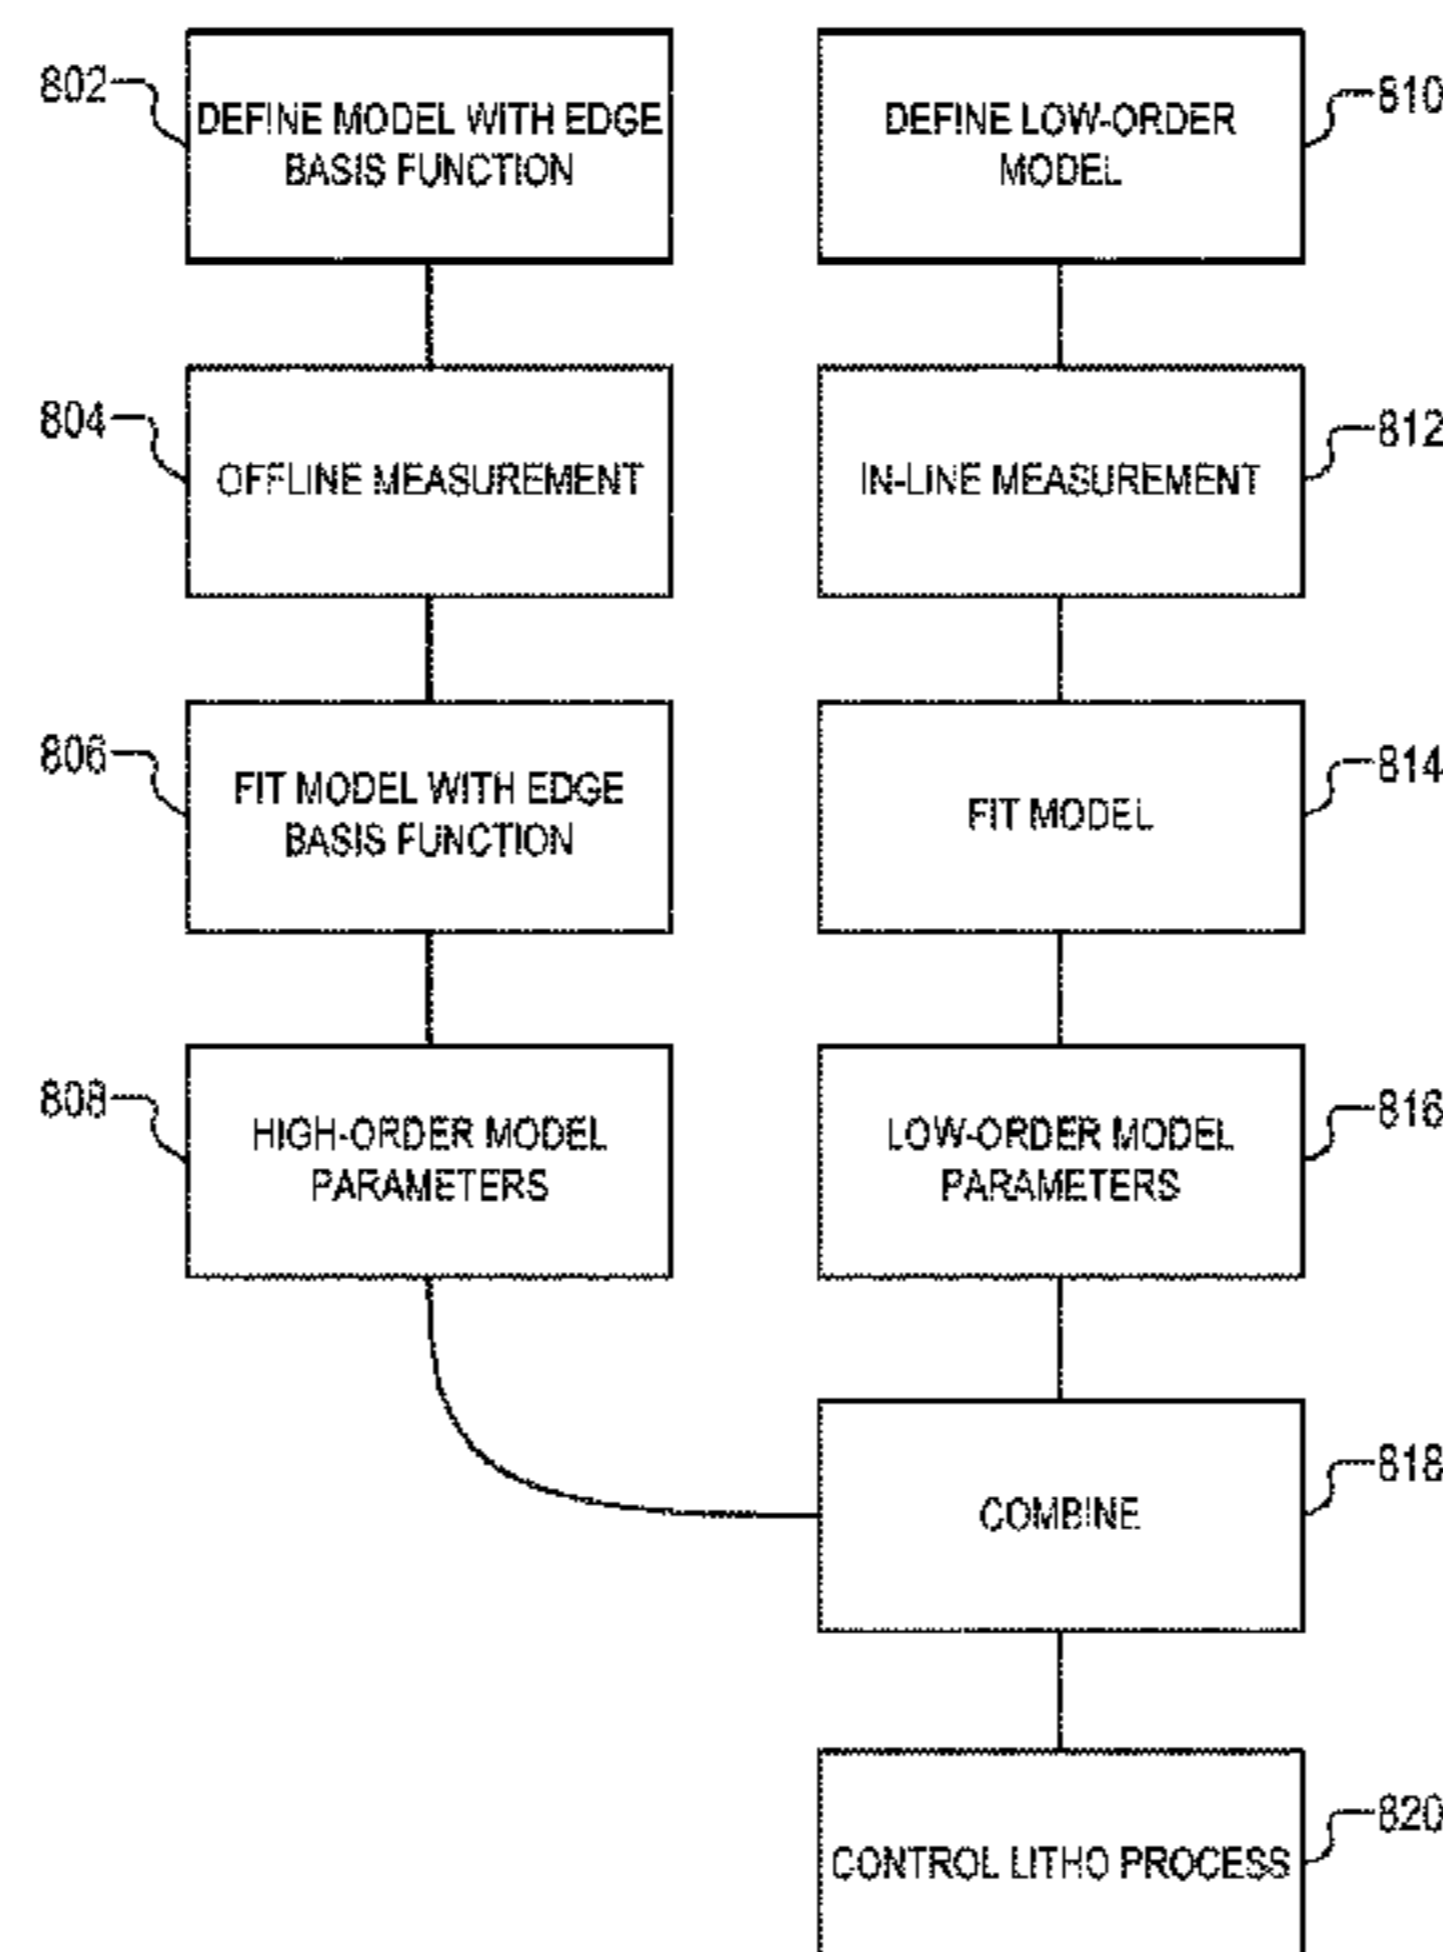 802
DEFINE MODEL WITH EDGE
BASIS FUNCTION
DEFINE LOW-ORDER
MODEL
810
804
OFFLINE MEASUREMENT
IN-LINE MEASUREMENT
812
806
FIT MODEL WITH EDGE
BASIS FUNCTION
FIT MODEL
814
808
HIGH-ORDER MODEL
PARAMETERS
LOW-ORDER MODEL
PARAMETERS
816
COMBINE
818
CONTROL LITHO PROCESS
820